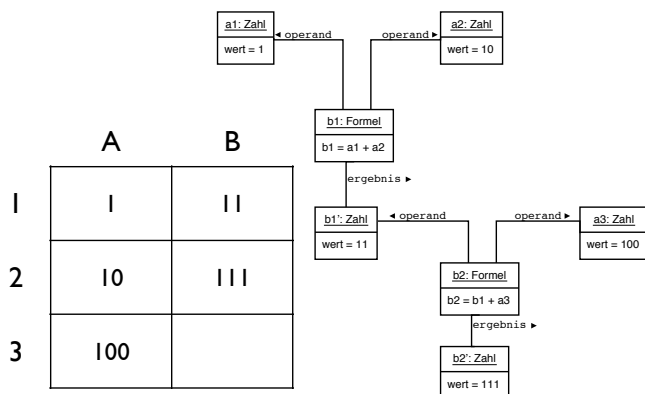 a1: Zahl
wert = 1
◄ operand
operand ►
a2: Zahl
wert = 10
b1: Formel
b1 = a1 + a2
ergebnis ►
b1': Zahl
wert = 11
◄ operand
operand ►
a3: Zahl
wert = 100
b2: Formel
b2 = b1 + a3
ergebnis ►
b2': Zahl
wert = 111
A B
1 1 11
2 10 111
3 100